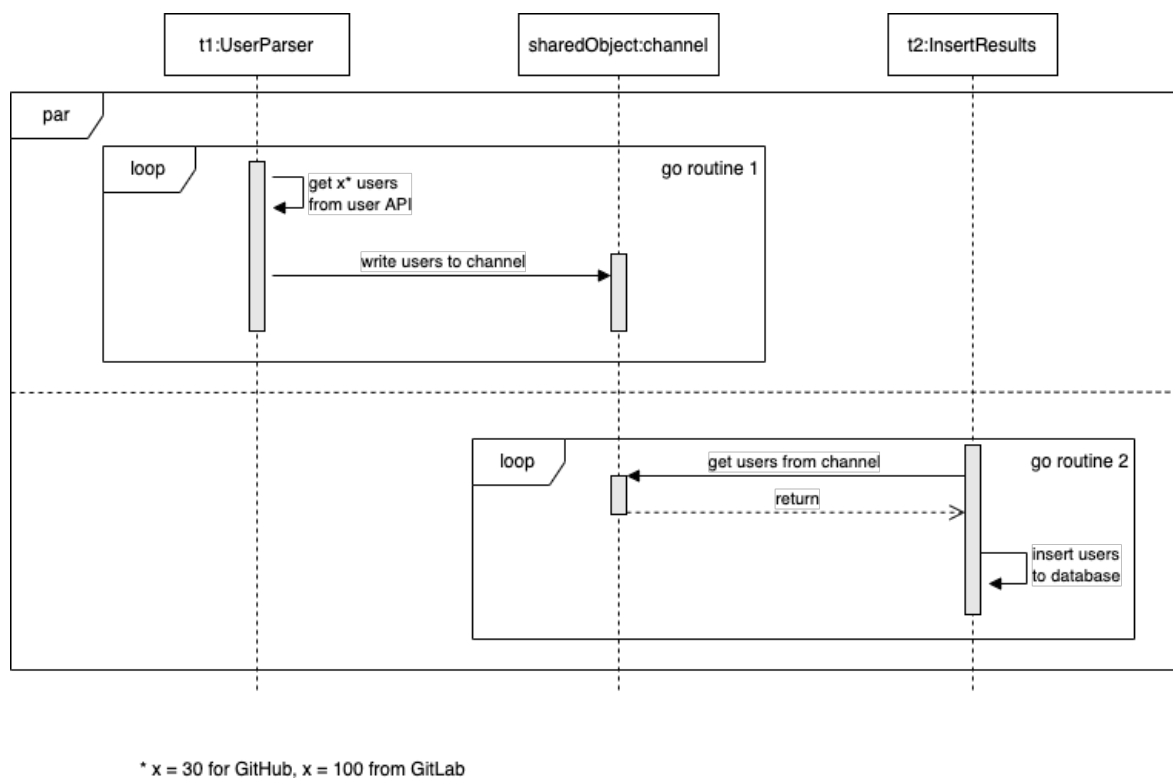 t1:UserParser
sharedObject:channel
t2:InsertResults
par
loop
go routine 1
get x* users
from user API
write users to channel
loop
get users from channel
go routine 2
return
insert users
to database
* x = 30 for GitHub, x = 100 from GitLab